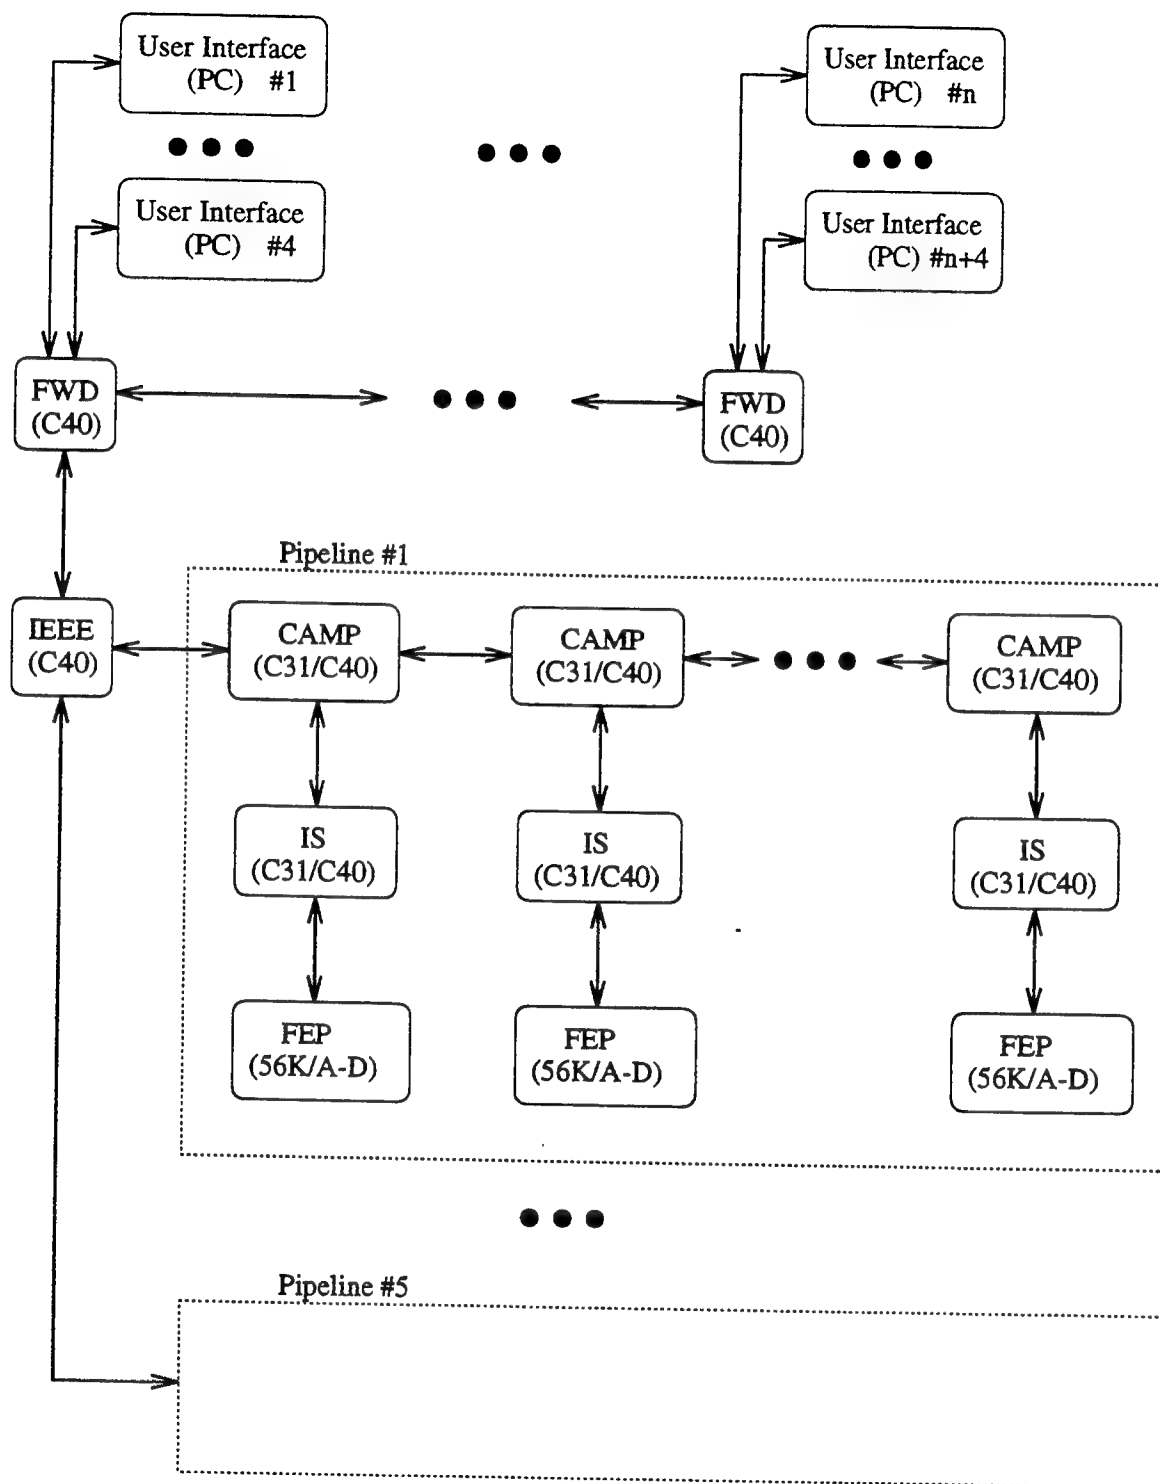 User Interface
(PC) #1
User Interface
(PC) #n
User Interface
(PC) #4
User Interface
(PC) #n+4
FWD
(C40)
FWD
(C40)
Pipeline #1
IEEE
(C40)
CAMP
(C31/C40)
CAMP
(C31/C40)
CAMP
(C31/C40)
IS
(C31/C40)
IS
(C31/C40)
IS
(C31/C40)
FEP
(56K/A-D)
FEP
(56K/A-D)
FEP
(56K/A-D)
Pipeline #5